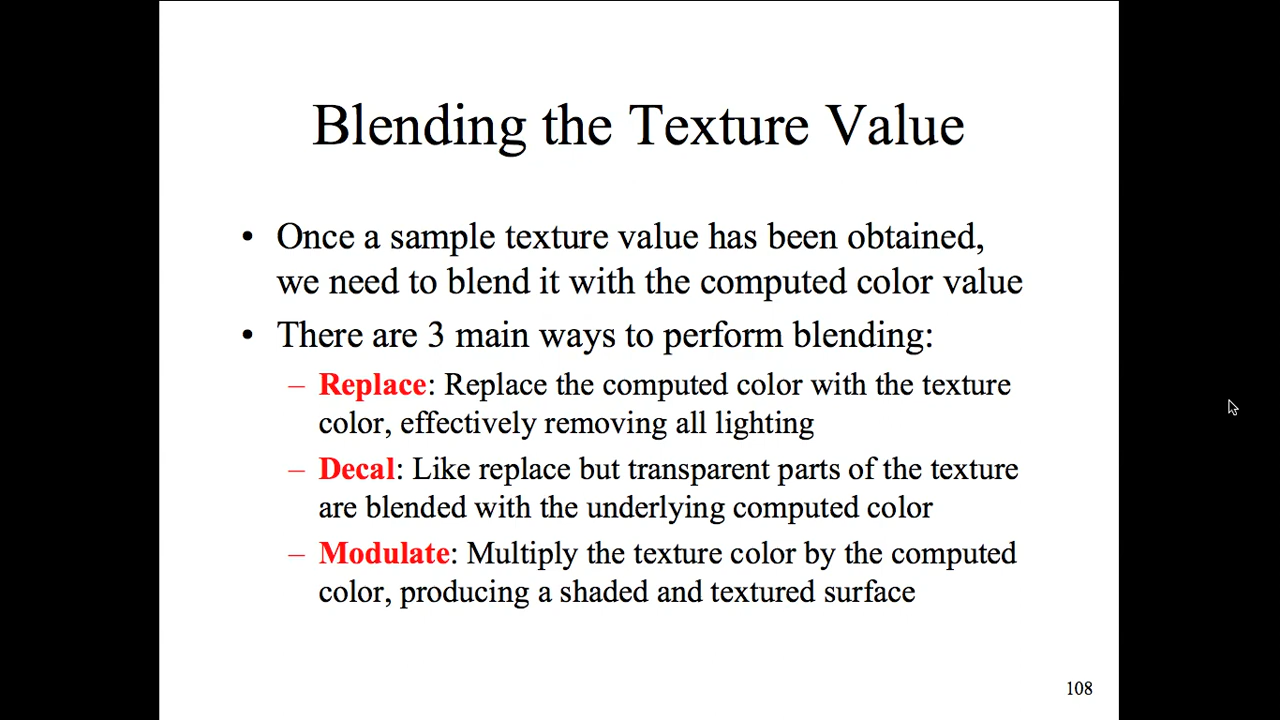 Blending the Texture Value
• Once a sample texture value has been obtained,
we need to blend it with the computed color value
• There are 3 main ways to perform blending:
– Replace: Replace the computed color with the texture
color, effectively removing all lighting
– Decal: Like replace but transparent parts of the texture
are blended with the underlying computed color
– Modulate: Multiply the texture color by the computed
color, producing a shaded and textured surface
108